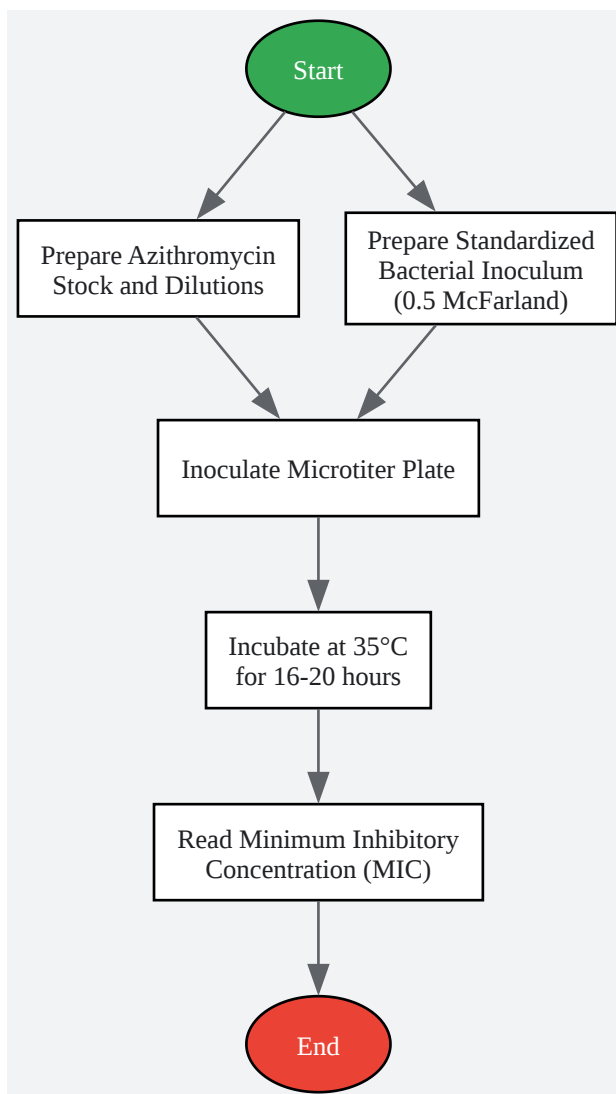 Start
Prepare Azithromycin
Stock and Dilutions
Prepare Standardized
Bacterial Inoculum
(0.5 McFarland)
Inoculate Microtiter Plate
Incubate at 35°C
for 16-20 hours
Read Minimum Inhibitory
Concentration (MIC)
End